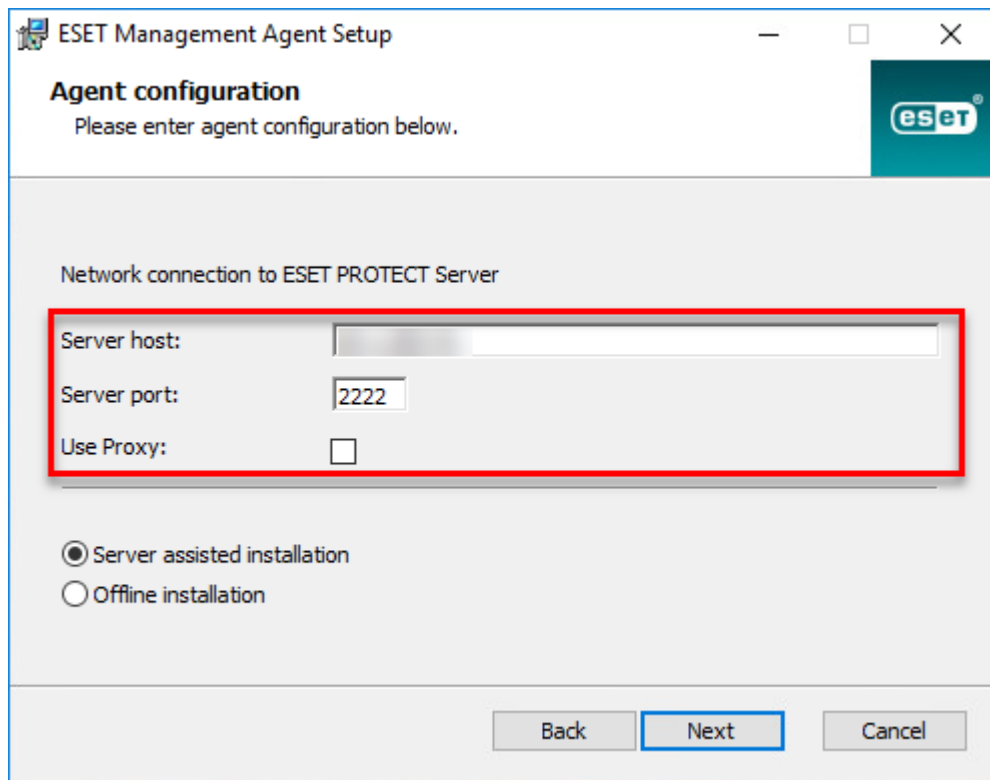 ESET Management Agent Setup
Agent configuration
Please enter agent configuration below.
eseT®
Network connection to ESET PROTECT Server
Server host:
Server port: 2222
Use Proxy:
Server assisted installation
Offline installation
Back Next Cancel